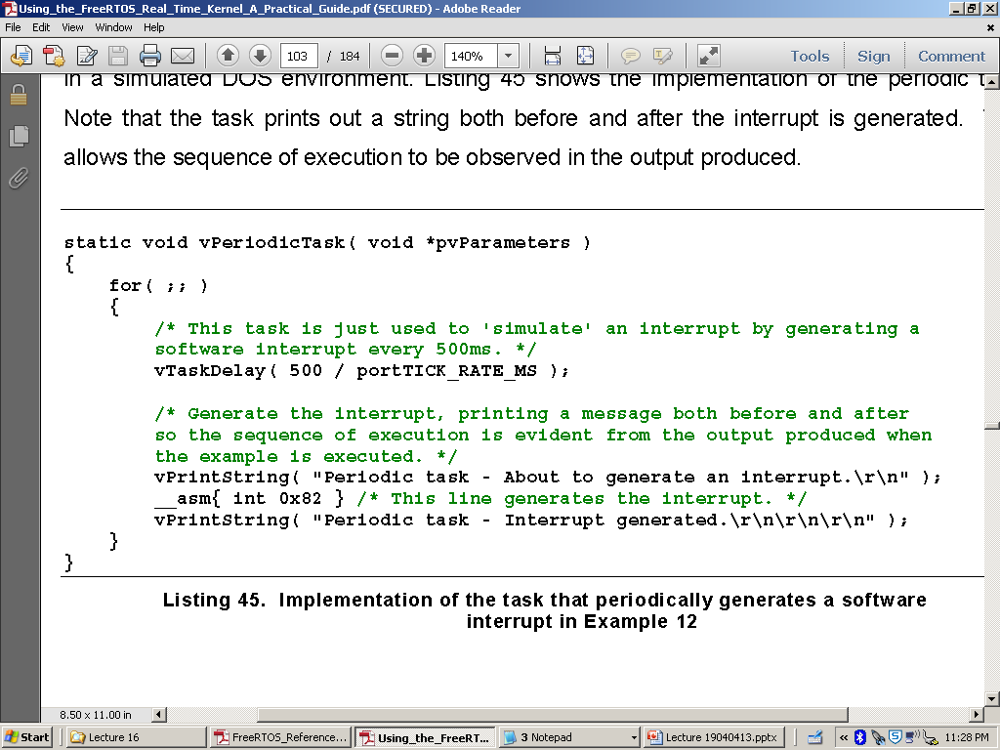 Using_the_FreeRTOS_Real_Time_Kernel_A_Practical_Guide.pdf (SECURED) - Adobe Reader
File Edit View Window Help
103 / 184 140% Tools Sign Comment
in a simulated DOS environment. Listing 45 shows the implementation of the periodic t
Note that the task prints out a string both before and after the interrupt is generated.
allows the sequence of execution to be observed in the output produced.
static void vPeriodicTask( void *pvParameters )
{
for( ;; )
{
/* This task is just used to 'simulate' an interrupt by generating a
software interrupt every 500ms. */
vTaskDelay( 500 / portTICK_RATE_MS );
/* Generate the interrupt, printing a message both before and after
so the sequence of execution is evident from the output produced when
the example is executed. */
vPrintString( "Periodic task - About to generate an interrupt.\r\n" );
__asm{ int 0x82 } /* This line generates the interrupt. */
vPrintString( "Periodic task - Interrupt generated.\r\n\r\n\r\n" );
}
}
Listing 45. Implementation of the task that periodically generates a software
interrupt in Example 12
8.50 x 11.00 in
Start Lecture 16 FreeRTOS_Reference... Using_the_FreeRT... 3 Notepad Lecture 19040413.pptx « 11:28 PM